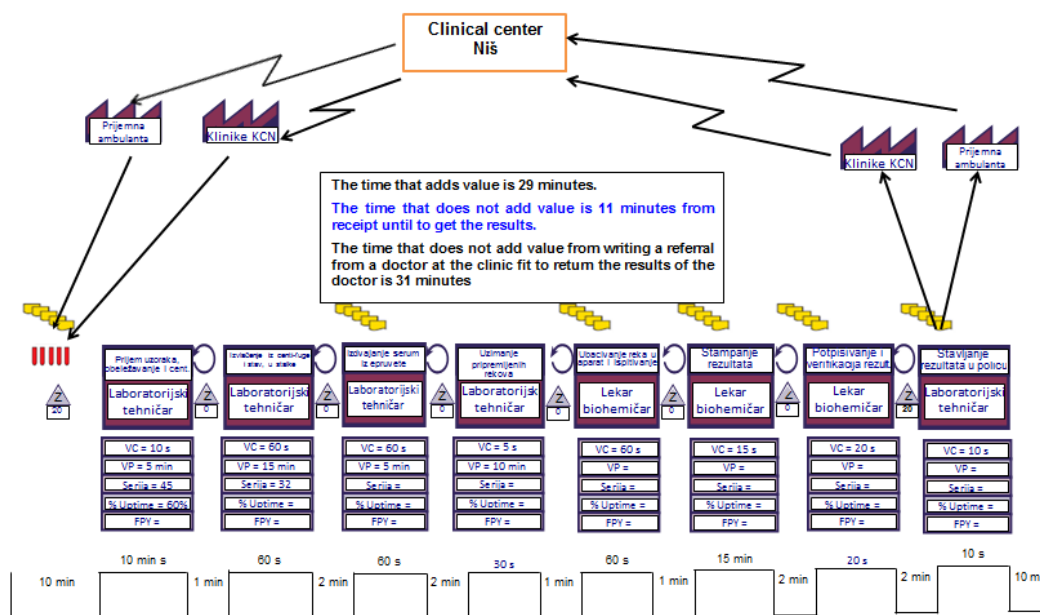 Clinical center
Niš
Prijemna
ambulanta
Klinike KCN
Klinike KCN
Prijemna
ambulanta
The time that adds value is 29 minutes.
The time that does not add value is 11 minutes from
receipt until to get the results.
The time that does not add value from writing a referral
from a doctor at the clinic fit to return the results of the
doctor is 31 minutes
Prijem uzoraka,
obeležavanje i cent.
Izvlačenje iz centi-fuge
i stav, u stalke
Izdvajanje serum
iz epruvete
Uzimanje
pripremljenih
rekova
Ubacivanje reka u
aparat i ispitivanje
Štampanje
rezultata
Potpisivanje i
verifikacija rezult.
Stavljanje
rezultata u policu
Z
20
Laboratorijski
tehničar
Z
0
Laboratorijski
tehničar
Z
0
Laboratorijski
tehničar
Z
0
Laboratorijski
tehničar
Z
0
Lekar
biohemičar
Z
0
Lekar
biohemičar
Z
0
Lekar
biohemičar
Z
20
Laboratorijski
tehničar
VC = 10 s
VP = 5 min
Serija = 45
% Uptime = 60%
FPY =
VC = 60 s
VP = 15 min
Serija = 32
% Uptime =
FPY =
VC = 60 s
VP = 5 min
Serija =
% Uptime =
FPY =
VC = 5 s
VP = 10 min
Serija =
% Uptime =
FPY =
VC = 60 s
VP =
Serija =
% Uptime =
FPY =
VC = 15 s
VP =
Serija =
% Uptime =
FPY =
VC = 20 s
VP =
Serija =
% Uptime =
FPY =
VC = 10 s
VP =
Serija =
% Uptime =
FPY =
10 min s
60 s
60 s
30 s
60 s
15 min
20 s
10 s
10 min
1 min
2 min
2 min
1 min
1 min
2 min
2 min
10 m